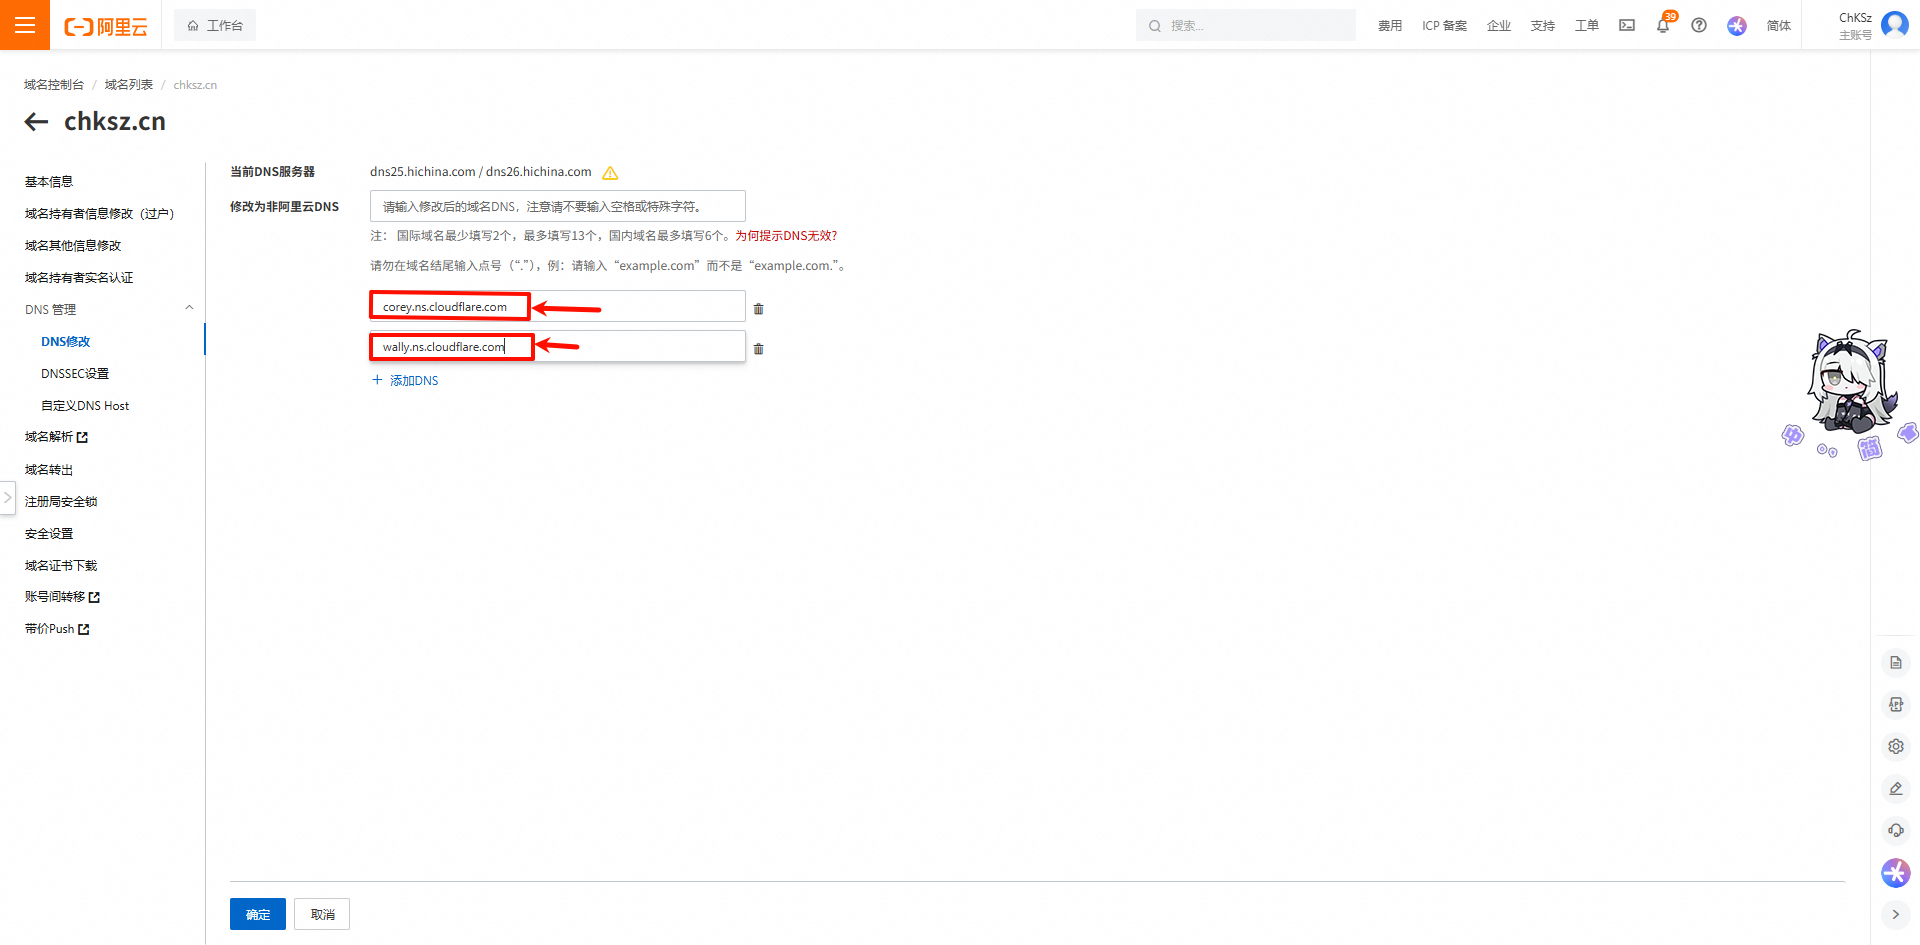 阿里云
工作台
搜索...
费用
ICP 备案
企业
支持
工单
39
简体
ChKSz
主账号
域名控制台 / 域名列表 / chksz.cn
chksz.cn
基本信息
域名持有者信息修改（过户）
域名其他信息修改
域名持有者实名认证
DNS 管理
DNS修改
DNSSEC设置
自定义DNS Host
域名解析
域名转出
注册局安全锁
安全设置
域名证书下载
账号间转移
带价Push
当前DNS服务器
dns25.hichina.com / dns26.hichina.com
修改为非阿里云DNS
请输入修改后的域名DNS，注意请不要输入空格或特殊字符。
注： 国际域名最少填写2个，最多填写13个，国内域名最多填写6个。为何提示DNS无效?
请勿在域名结尾输入点号（“.”），例：请输入“example.com”而不是“example.com.”。
corey.ns.cloudflare.com
wally.ns.cloudflare.com
添加DNS
中
简
API
确定
取消